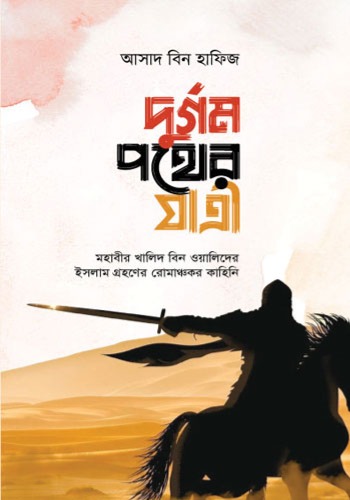 আসাদ বিন হাফিজ
দুর্গম
পথের
যাত্রী
মহাবীর খালিদ বিন ওয়ালিদের
ইসলাম গ্রহণের রোমাঞ্চকর কাহিনি